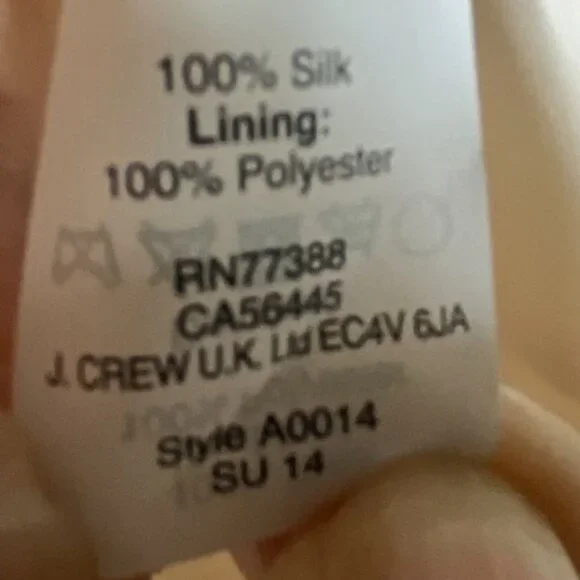 100% Silk
Lining:
100% Polyester
RN77388
CA56445
J. CREW U.K. Ltd EC4V 6JA
Style A0014
SU 14